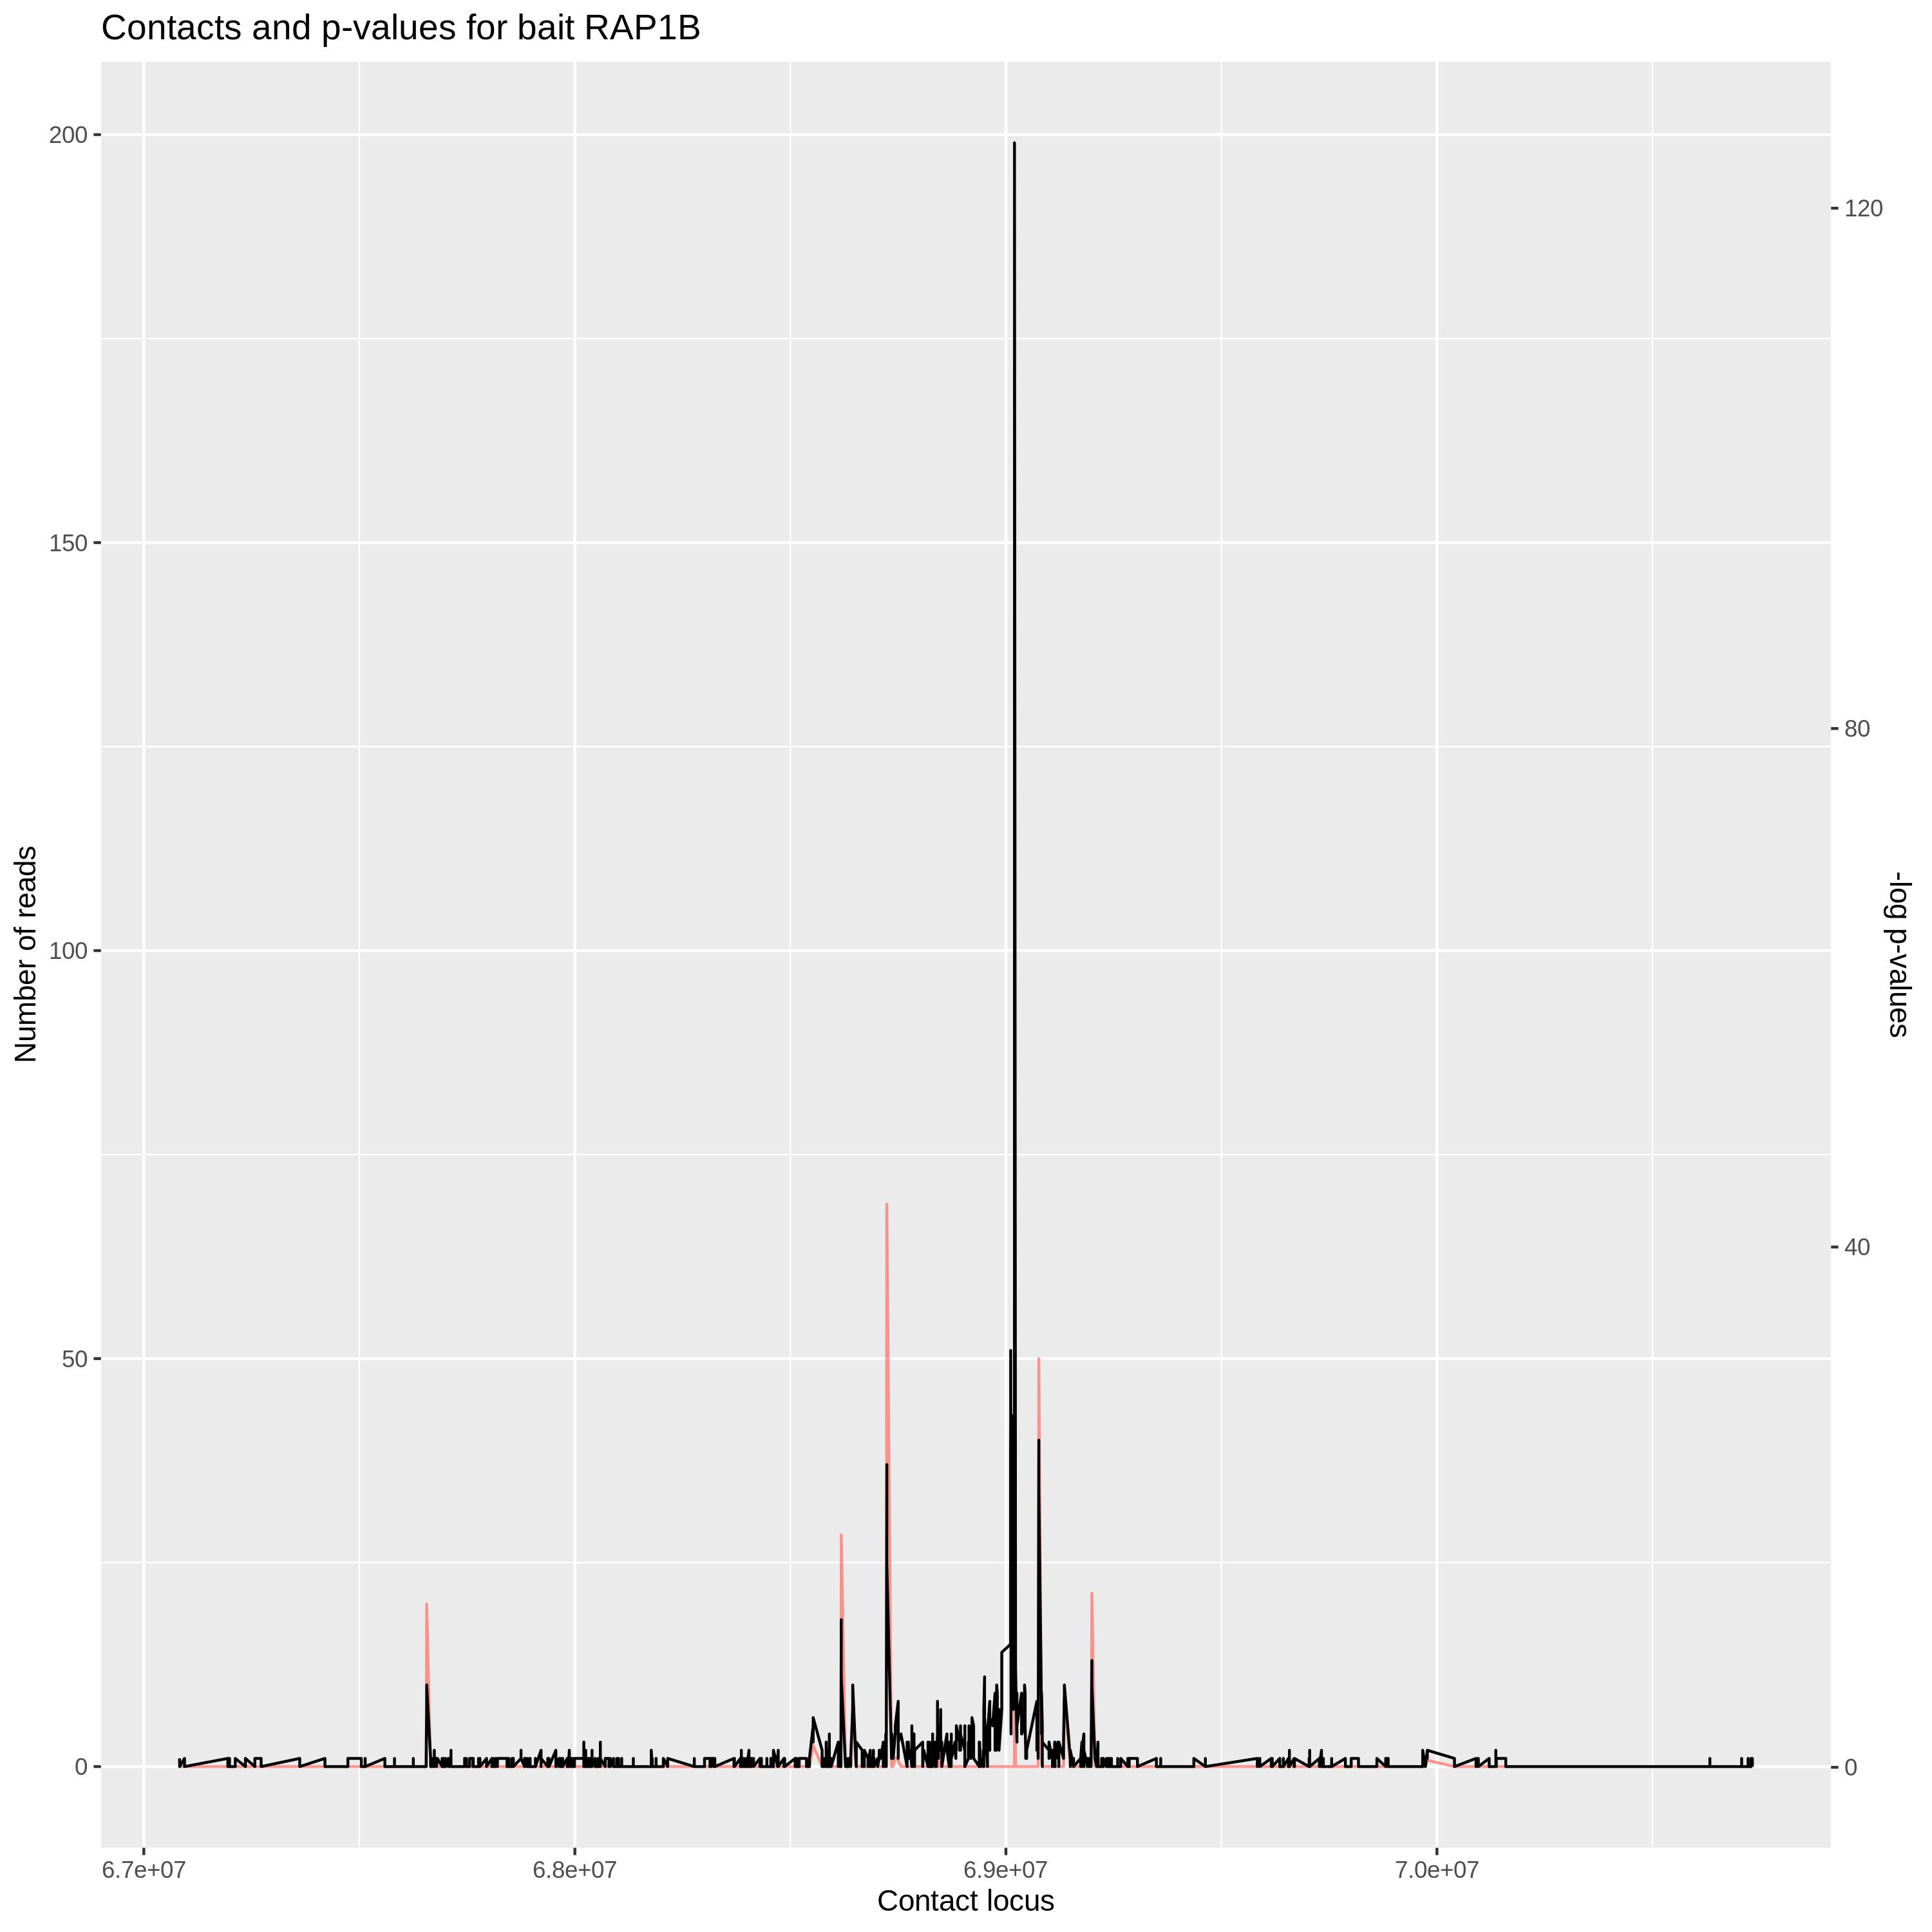 Contacts and p-values for bait RAP1B
200
150
100
50
0
120
80
40
0
Number of reads
-log p-values
6.7e+07
6.8e+07
6.9e+07
7.0e+07
Contact locus